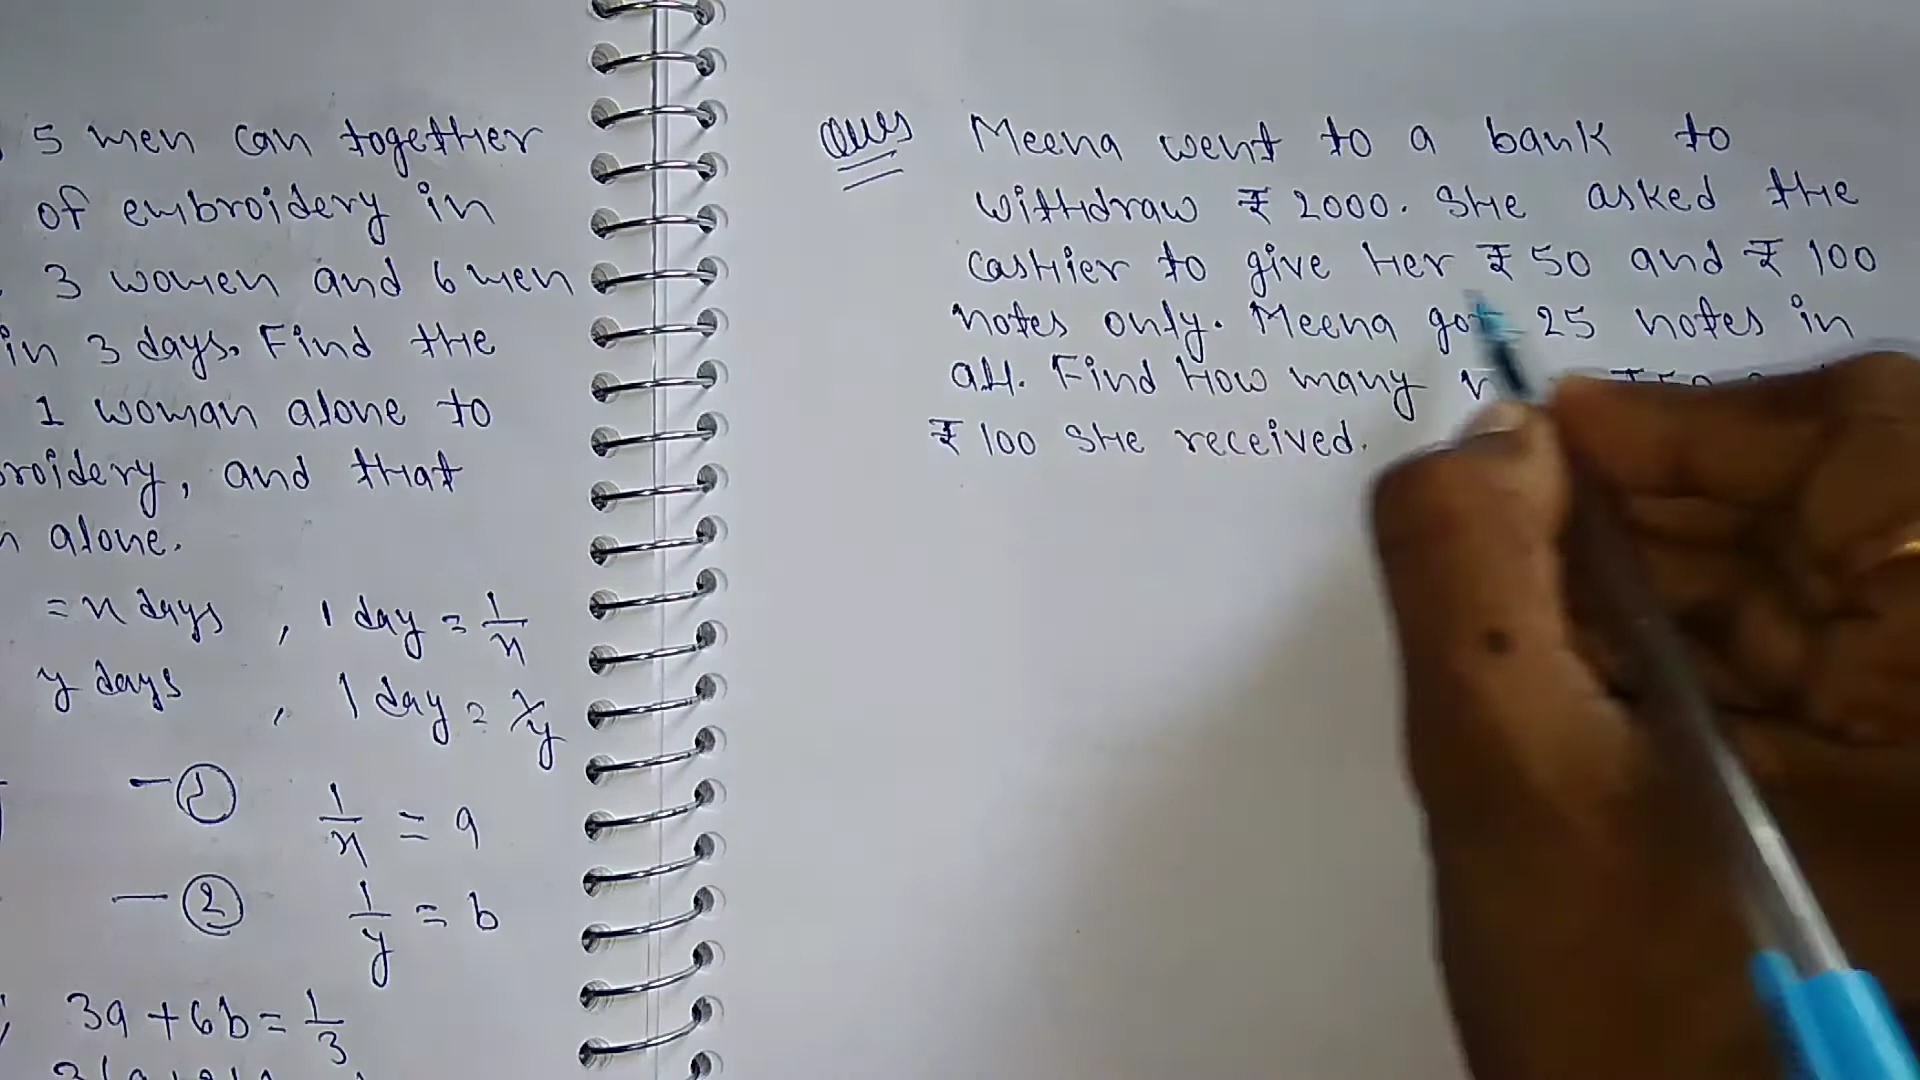 5 men can together
of embroidery in
3 women and 6 men
in 3 days. Find the
1 woman alone to
broidery, and that
n alone.
= x days , 1 day = 1/x
y days , 1 day = 1/y
— ① 1/x = a
— ② 1/y = b
3a + 6b = 1/3
Ques Meena went to a bank to
withdraw ₹ 2000. She asked the
cashier to give her ₹ 50 and ₹ 100
notes only. Meena got 25 notes in
all. Find How many ₹ 50
₹ 100 she received.